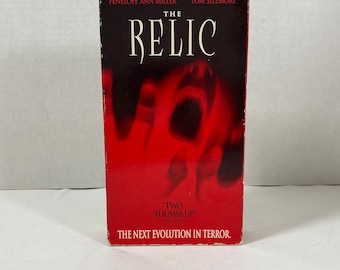 PENELOPE ANN MILLER TOM SIZEMORE
THE
RELIC
"TWO
THUMBS UP!"
THE NEXT EVOLUTION IN TERROR.